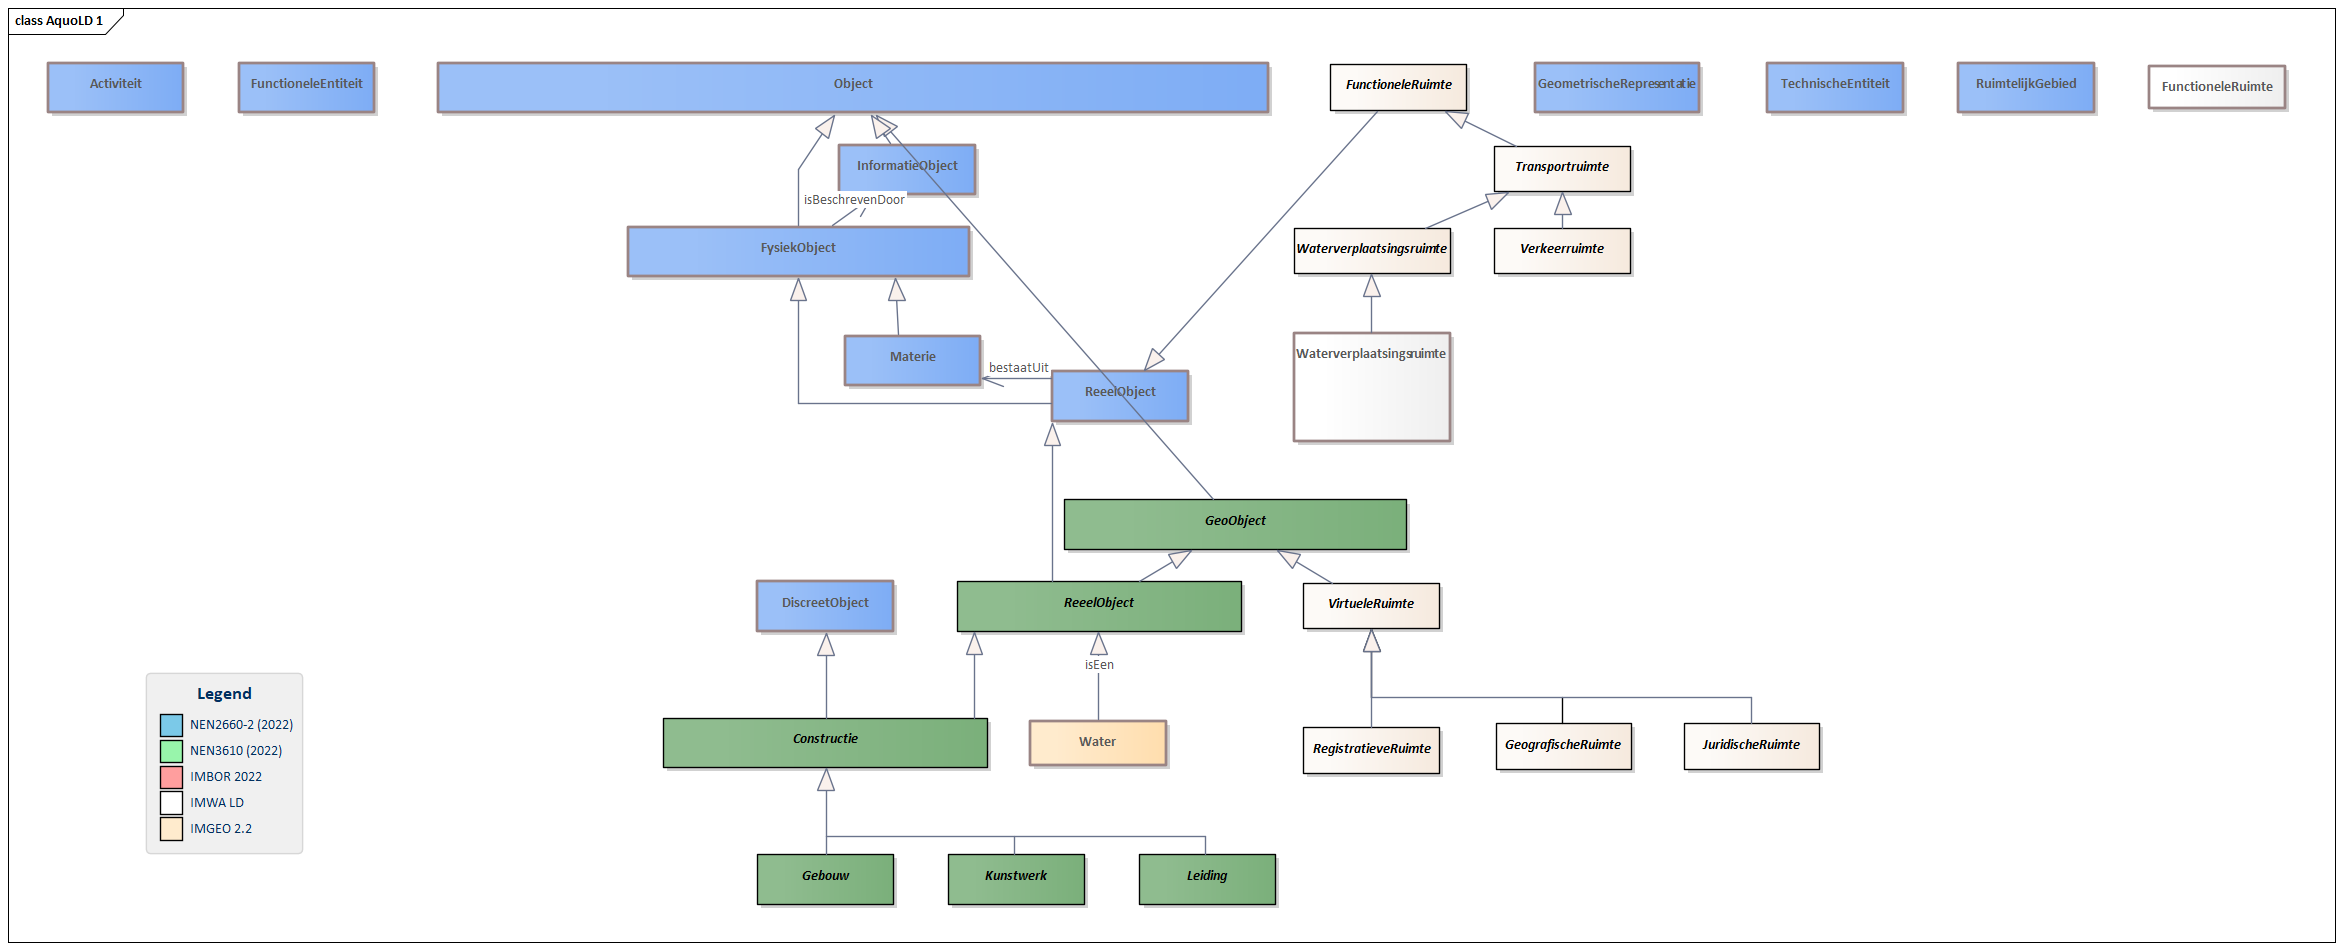 class AquoLD 1
Activiteit
FunctioneleEntiteit
Object
FunctioneleRuimte
GeometrischeRepresentatie
TechnischeEntiteit
RuimtelijkGebied
FunctioneleRuimte
InformatieObject
Transportruimte
isBeschrevenDoor
FysiekObject
Waterverplaatsingsruimte
Verkeerruimte
Materie
bestaatUit
ReeelObject
Waterverplaatsingsruimte
GeoObject
DiscreetObject
ReeelObject
VirtueleRuimte
isEen
Constructie
Water
RegistratieveRuimte
GeografischeRuimte
JuridischeRuimte
Legend
NEN2660-2 (2022)
NEN3610 (2022)
IMBOR 2022
IMWA LD
IMGEO 2.2
Gebouw
Kunstwerk
Leiding